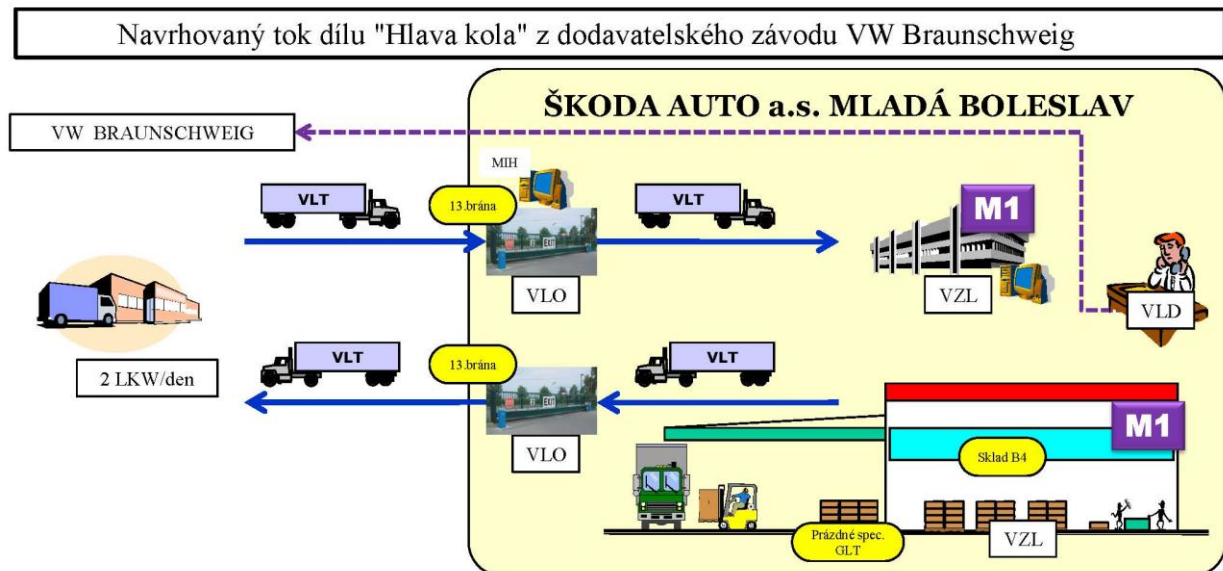 Navrhovaný tok dílu "Hlava kola" z dodavatelského závodu VW Braunschweig
ŠKODA AUTO a.s. MLADÁ BOLESLAV
VW BRAUNSCHWEIG
MIH
VLT
13.brána
VLT
M1
EXIT
VLO
VZL
VLD
2 LKW/den
VLT
13.brána
VLT
EXIT
VLO
M1
Sklad B4
Prázdné spec.
GLT
VZL